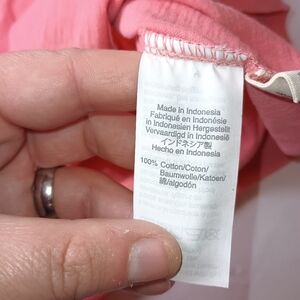 Made in Indonesia
Fabriqué en Indonésie
in Indonesien Hergestellt
Vervaardigd in Indonesië
インドネシア製
Hecho en Indonesia
100% Cotton/Coton/
Baumwolle/Katoen/
綿/algodón